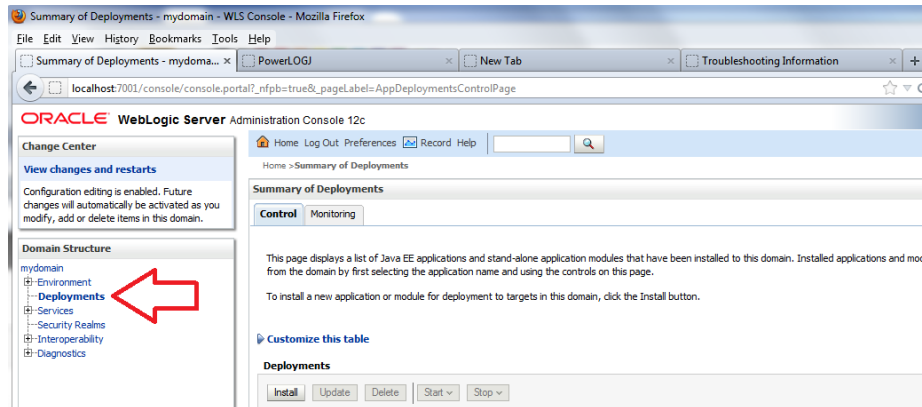 Summary of Deployments - mydomain - WLS Console - Mozilla Firefox
File Edit View History Bookmarks Tools Help
Summary of Deployments - mydoma... × PowerLOGJ × New Tab × Troubleshooting Information × +
localhost:7001/console/console.portal?_nfpb=true&_pageLabel=AppDeploymentsControlPage
ORACLE WebLogic Server Administration Console 12c
Change Center
View changes and restarts
Configuration editing is enabled. Future
changes will automatically be activated as you
modify, add or delete items in this domain.
Domain Structure
mydomain
Environment
Deployments
Services
Security Realms
Interoperability
Diagnostics
Home Log Out Preferences Record Help
Home >Summary of Deployments
Summary of Deployments
Control Monitoring
This page displays a list of Java EE applications and stand-alone application modules that have been installed to this domain. Installed applications and
from the domain by first selecting the application name and using the controls on this page.
To install a new application or module for deployment to targets in this domain, click the Install button.
Customize this table
Deployments
Install Update Delete Start Stop